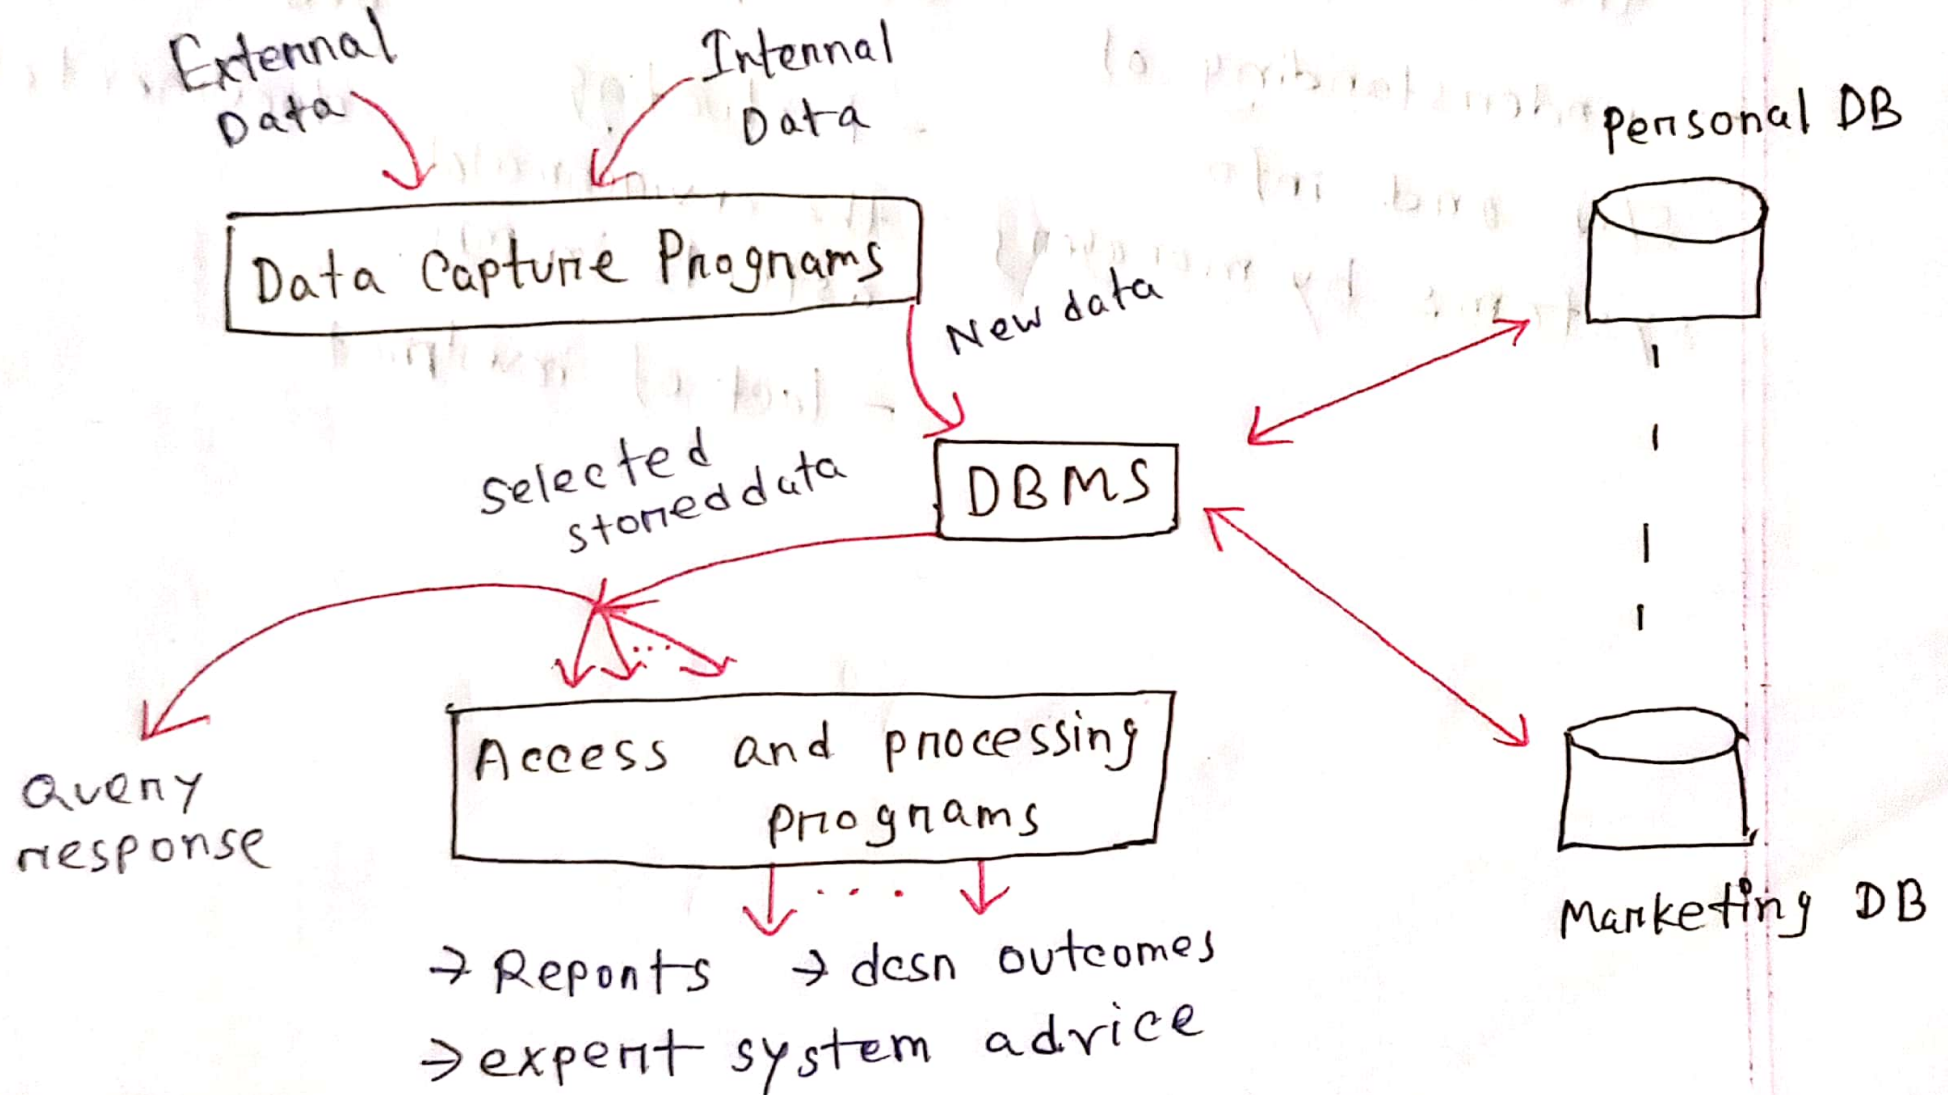 External
Data
Internal
Data
Personal DB
Data Capture Programs
New data
Selected
stored data
DBMS
Query
response
Access and processing
programs
Marketing DB
→ Reports → dcsn outcomes
→ expert system advice